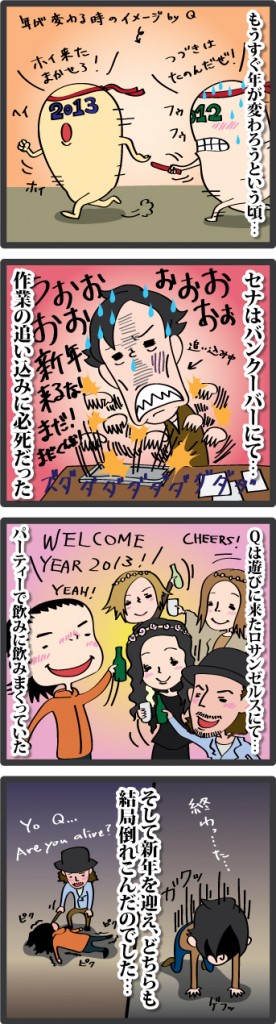 もうすぐ年が変わろうという頃…
年が変わる時のイメージ by Q
つづきは
たのんだぜ!
ホイ来た
まかせろ!
フゥ
フゥ
ヘイ
ホイ
2013
セナはバンクーバーにて…
作業の追い込みに必死だった
おおお
おおぉ
うおお
おおお
新年
来るな!
まだ!
追い込み中
ダダダダダダダダ
Qは遊びに来たロサンゼルスにて…
パーティーで飲みに飲みまくっていた
WELCOME
YEAR 2013!
CHEERS!
YEAH!
そして新年を迎え、どちらも
結局倒れこんだのでした…
終わっ…た…
ガクッ
ゲフッ
Yo Q...
Are you alive?
ピク
ピク